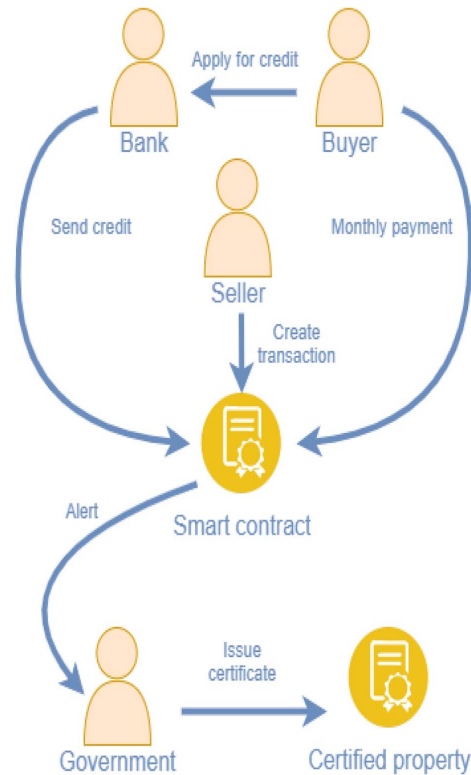 Apply for credit
Bank
Buyer
Send credit
Monthly payment
Seller
Create
transaction
Alert
Smart contract
Issue
certificate
Government
Certified property